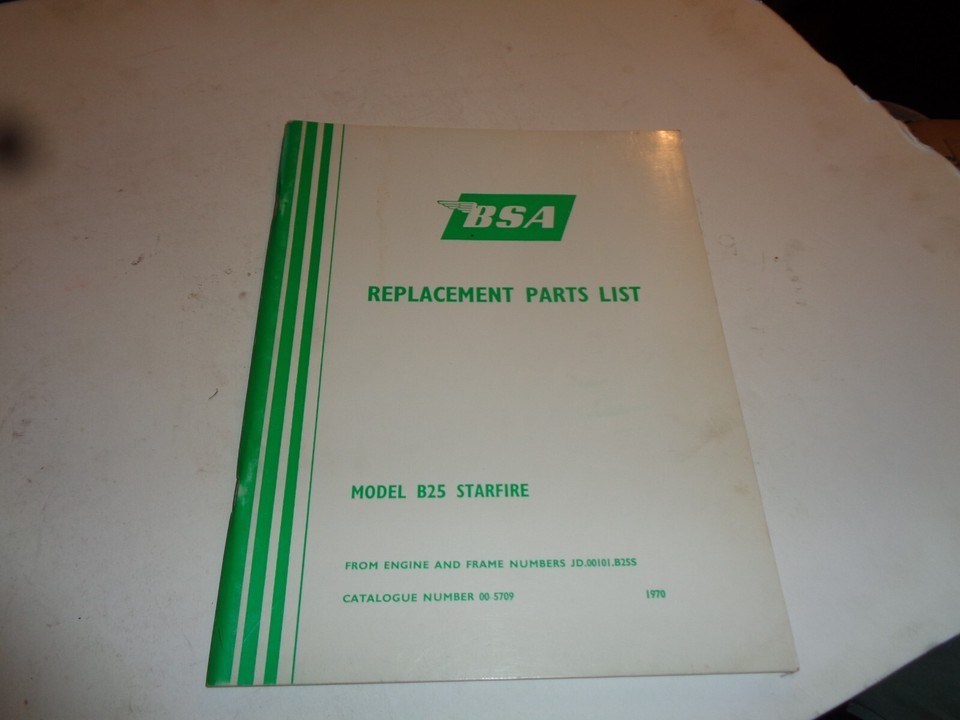 BSA
REPLACEMENT PARTS LIST
MODEL B25 STARFIRE
FROM ENGINE AND FRAME NUMBERS JD.00101.B25S
CATALOGUE NUMBER 00-5709 1970